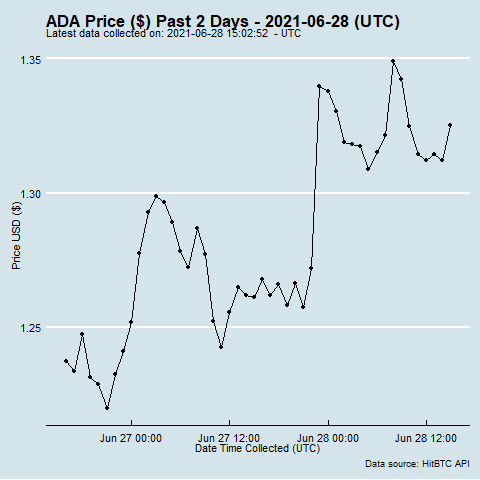 ADA Price ($) Past 2 Days - 2021-06-28 (UTC)
Latest data collected on: 2021-06-28 15:02:52 - UTC
1.35
1.30
1.25
Price USD ($)
Jun 27 00:00 Jun 27 12:00 Jun 28 00:00 Jun 28 12:00
Date Time Collected (UTC)
Data source: HitBTC API